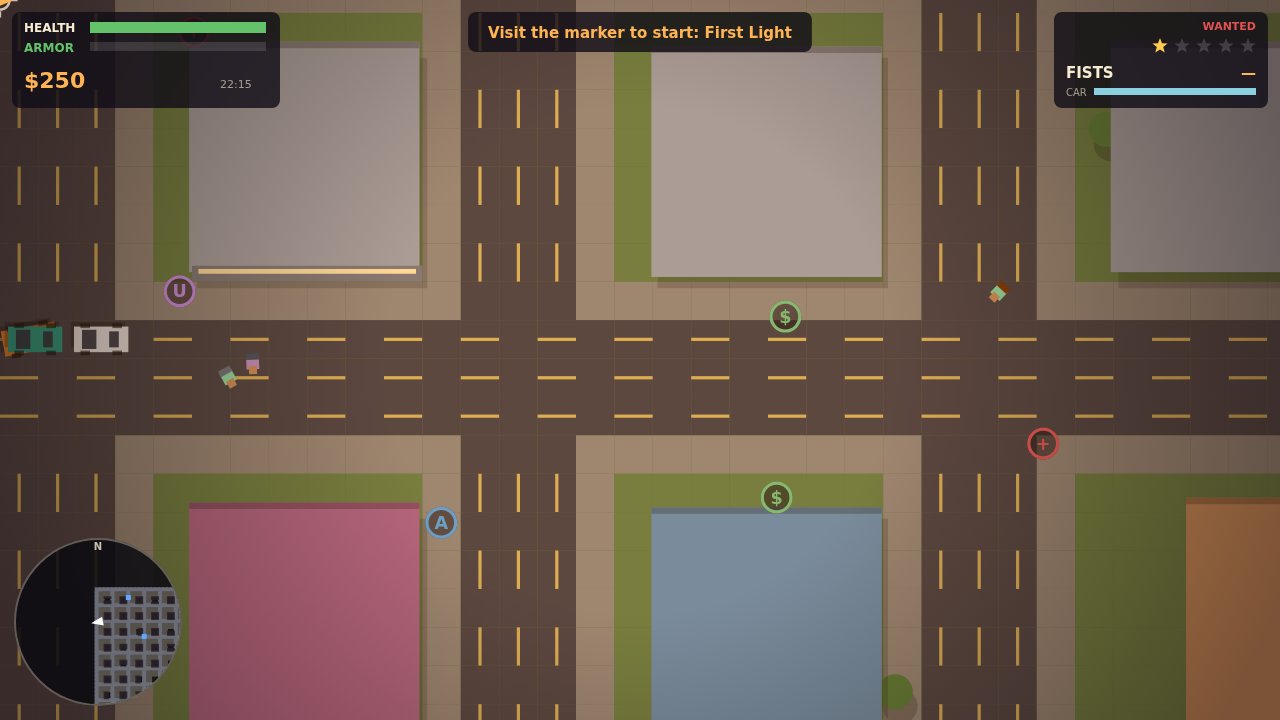 HEALTH
ARMOR
$250
22:15
Visit the marker to start: First Light
WANTED
FISTS —
CAR
U
$
+
$
A
N